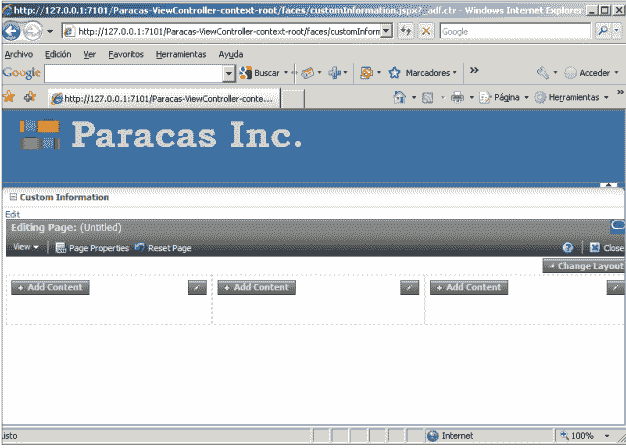 http://127.0.0.1:7101/Paracas-ViewController-context-root/faces/customInformation.jspx?_adf.ctr - Windows Internet Explorer
http://127.0.0.1:7101/Paracas-ViewController-context-root/faces/customInform
Google
Archivo Edición Ver Favoritos Herramientas Ayuda
Google Buscar Marcadores » Acceder
http://127.0.0.1:7101/Paracas-ViewController-conte... Página Herramientas »
Paracas Inc.
Custom Information
Edit
Editing Page: (Untitled)
View Page Properties Reset Page Close
Change Layout
+ Add Content + Add Content + Add Content
Listo Internet 100%